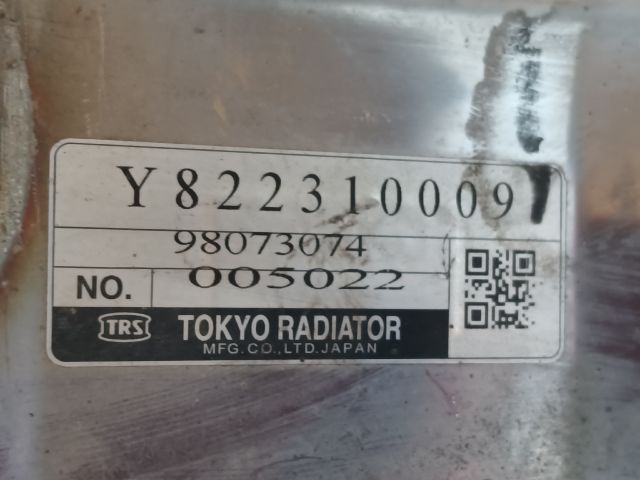 Y822310009
98073074
NO. 005022
TRS TOKYO RADIATOR
MFG.CO.,LTD.JAPAN